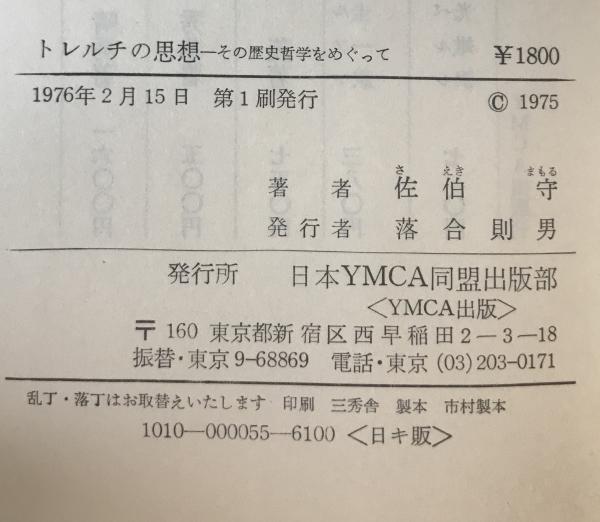 トレルチの思想—その歴史哲学をめぐって ¥1800
1976年2月15日 第1刷発行 © 1975
さ えき まもる
著者 佐伯 守
発行者 落合則男
発行所 日本YMCA同盟出版部
<YMCA出版>
〒160 東京都新宿区西早稲田2—3—18
振替・東京9-68869 電話・東京(03)203-0171
乱丁・落丁はお取替えいたします 印刷 三秀舎 製本 市村製本
1010—000055—6100<日キ販>